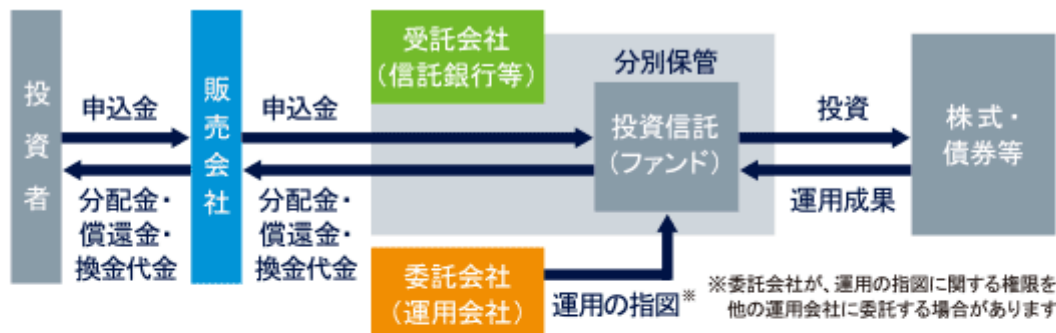 投資者
申込金
分配金・
償還金・
換金代金
販売会社
申込金
分配金・
償還金・
換金代金
受託会社
(信託銀行等)
分別保管
投資信託
(ファンド)
委託会社
(運用会社)
運用の指図※
投資
運用成果
株式・
債券等
※委託会社が、運用の指図に関する権限を
他の運用会社に委託する場合があります